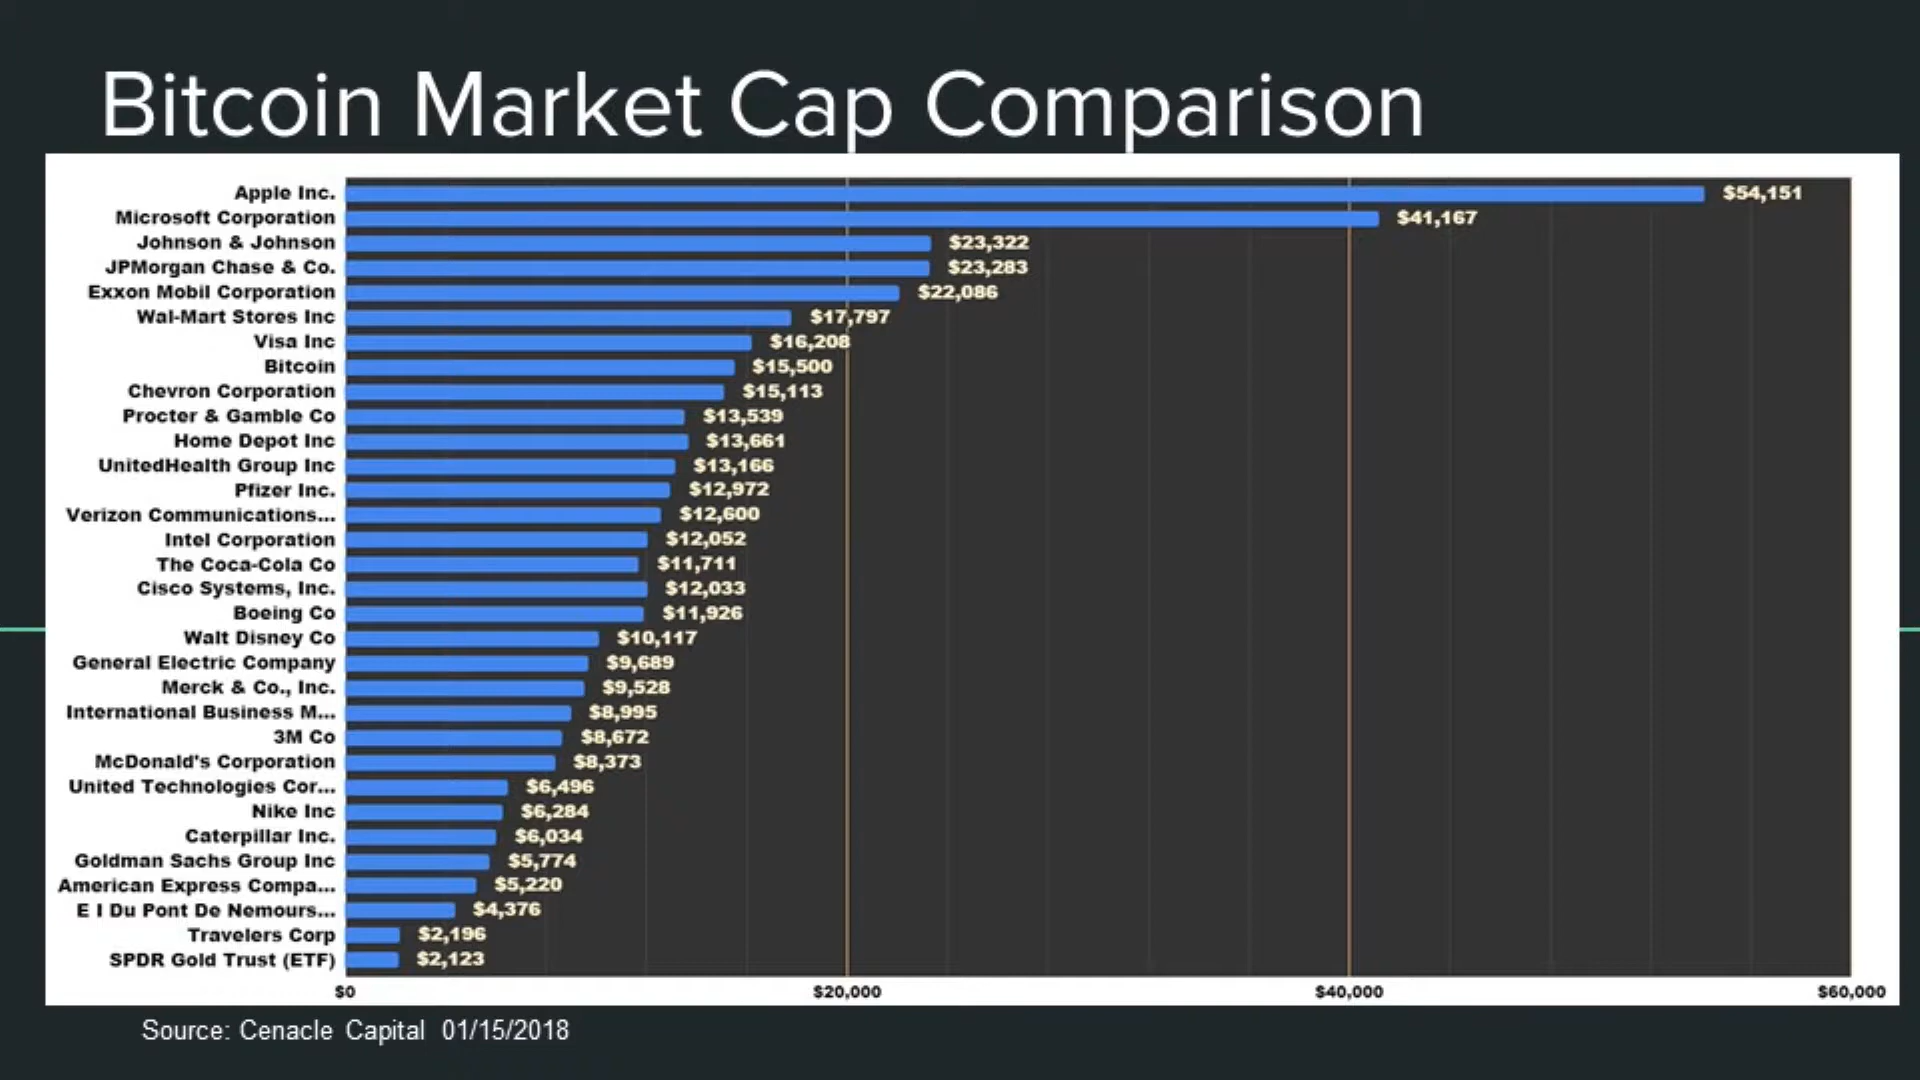 Bitcoin Market Cap Comparison
Apple Inc. $54,151
Microsoft Corporation $41,167
Johnson & Johnson $23,322
JPMorgan Chase & Co. $23,283
Exxon Mobil Corporation $22,086
Wal-Mart Stores Inc $17,797
Visa Inc $16,208
Bitcoin $15,500
Chevron Corporation $15,113
Procter & Gamble Co $13,539
Home Depot Inc $13,661
UnitedHealth Group Inc $13,166
Pfizer Inc. $12,972
Verizon Communications... $12,600
Intel Corporation $12,052
The Coca-Cola Co $11,711
Cisco Systems, Inc. $12,033
Boeing Co $11,926
Walt Disney Co $10,117
General Electric Company $9,689
Merck & Co., Inc. $9,528
International Business M... $8,995
3M Co $8,672
McDonald's Corporation $8,373
United Technologies Cor... $6,496
Nike Inc $6,284
Caterpillar Inc. $6,034
Goldman Sachs Group Inc $5,774
American Express Compa... $5,220
E I Du Pont De Nemours... $4,376
Travelers Corp $2,196
SPDR Gold Trust (ETF) $2,123
$0 $20,000 $40,000 $60,000
Source: Cenacle Capital 01/15/2018